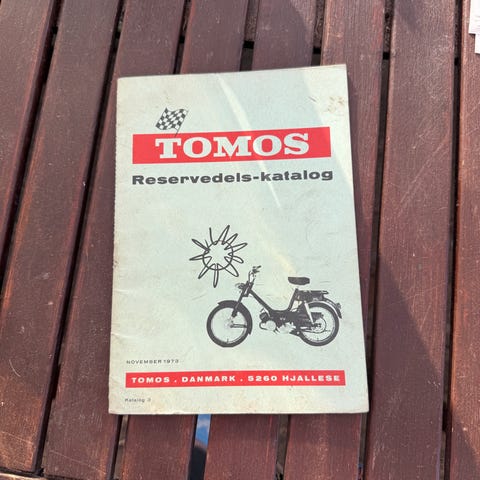 TOMOS
Reservedels-katalog
NOVEMBER 1973
TOMOS . DANMARK . 5260 HJALLESE
Katalog 3